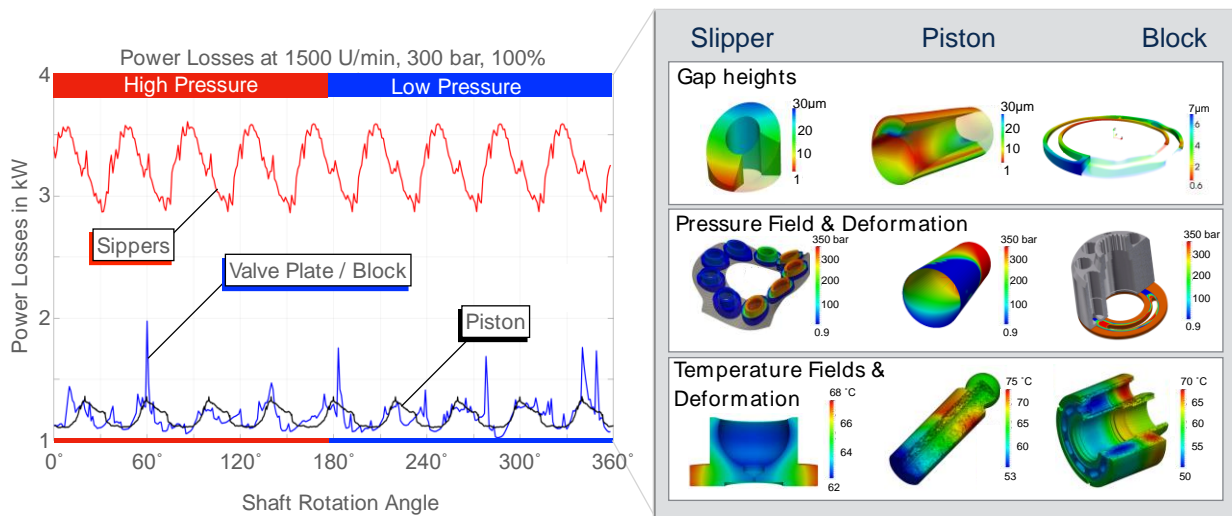 Power Losses at 1500 U/min, 300 bar, 100%
High Pressure
Low Pressure
Power Losses in kW
4
3
2
1
Sippers
Valve Plate / Block
Piston
0° 60° 120 180 240° 300° 360°
Shaft Rotation Angle
Slipper Piston Block
Gap heights
30µm
20
10
1
30µm
20
10
1
7µm
6
4
2
0.6
Pressure Field & Deformation
350 bar
300
200
100
0.9
350 bar
300
200
100
0.9
350 bar
300
200
100
0.9
Temperature Fields &
Deformation
68 °C
66
64
62
75 °C
70
65
60
53
70 °C
65
60
55
50